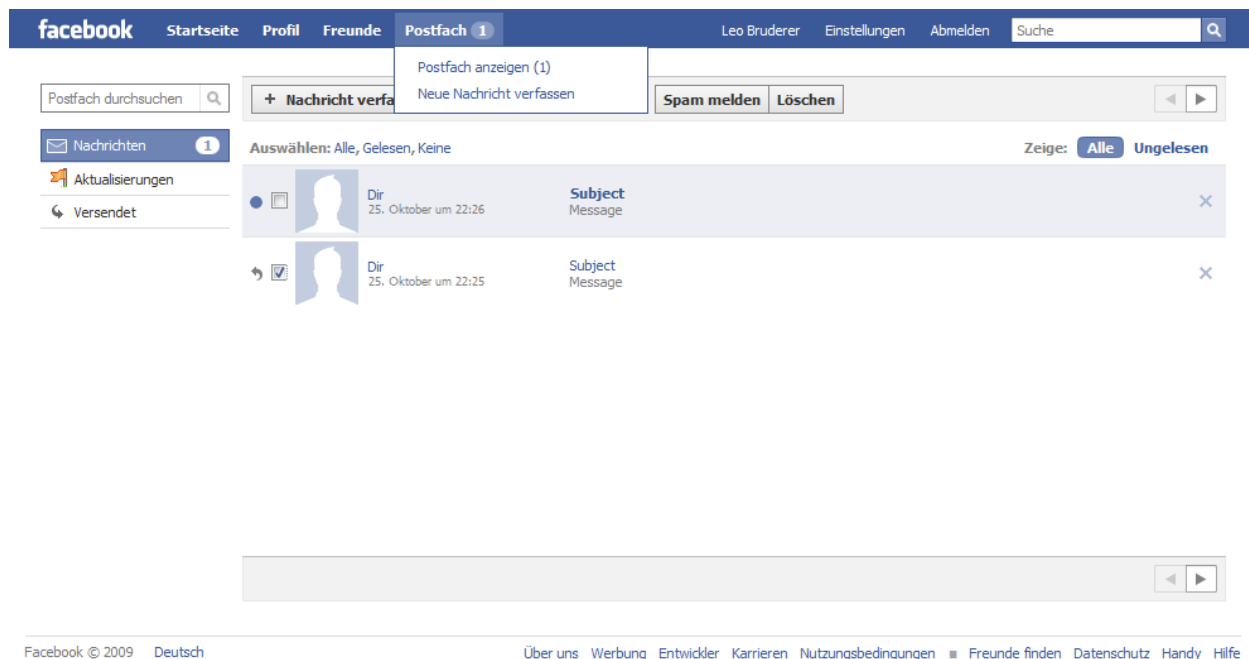 facebook Startseite Profil Freunde Postfach 1 Leo Bruderer Einstellungen Abmelden Suche
Postfach anzeigen (1)
Neue Nachricht verfassen
Postfach durchsuchen
+ Nachricht verfa Spam melden Löschen
Nachrichten 1
Aktualisierungen
Versendet
Auswählen: Alle, Gelesen, Keine Zeige: Alle Ungelesen
Dir Subject
25. Oktober um 22:26 Message
Dir Subject
25. Oktober um 22:25 Message
Facebook © 2009 Deutsch Über uns Werbung Entwickler Karrieren Nutzungsbedingungen Freunde finden Datenschutz Handy Hilfe